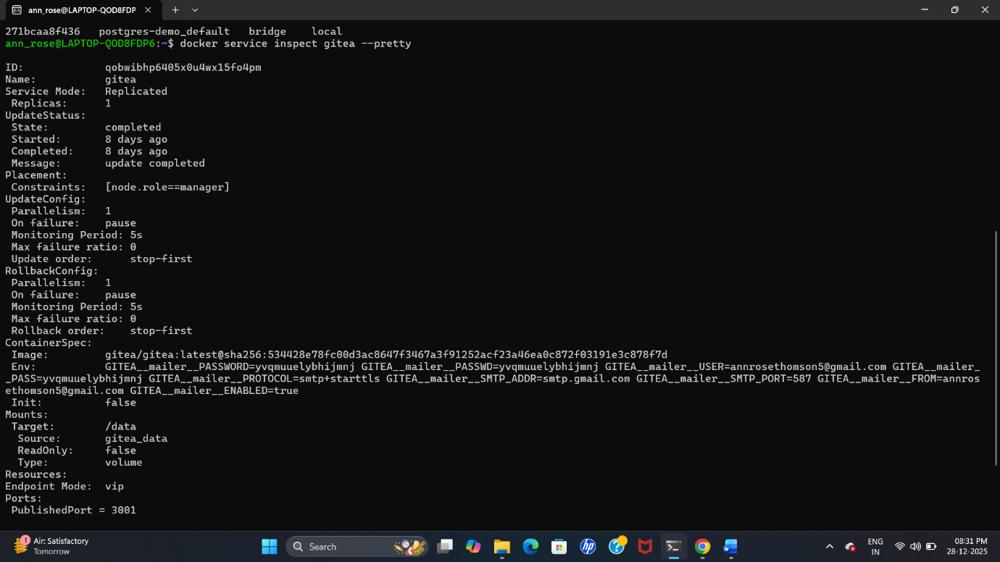 ann_rose@LAPTOP-QOD8FDP
271bcaa8f436   postgres-demo_default   bridge    local
ann_rose@LAPTOP-QOD8FDP6:~$ docker service inspect gitea --pretty
ID:             qobwibhp6405x0u4wx15fo4pm
Name:           gitea
Service Mode:   Replicated
 Replicas:      1
UpdateStatus:
 State:         completed
 Started:       8 days ago
 Completed:     8 days ago
 Message:       update completed
Placement:
 Constraints:   [node.role==manager]
UpdateConfig:
 Parallelism:   1
 On failure:    pause
 Monitoring Period: 5s
 Max failure ratio: 0
 Update order:      stop-first
RollbackConfig:
 Parallelism:   1
 On failure:    pause
 Monitoring Period: 5s
 Max failure ratio: 0
 Rollback order:    stop-first
ContainerSpec:
 Image:         gitea/gitea:latest@sha256:534428e78fc00d3ac8647f3467a3f91252acf23a46ea0c872f03191e3c878f7d
 Env:           GITEA__mailer__PASSWORD=yvqmuuelybhijmnj GITEA__mailer__PASSWD=yvqmuuelybhijmnj GITEA__mailer__USER=annrosethomson5@gmail.com GITEA__mailer_
_PASS=yvqmuuelybhijmnj GITEA__mailer__PROTOCOL=smtp+starttls GITEA__mailer__SMTP_ADDR=smtp.gmail.com GITEA__mailer__SMTP_PORT=587 GITEA__mailer__FROM=annros
ethomson5@gmail.com GITEA__mailer__ENABLED=true
 Init:          false
Mounts:
 Target:        /data
  Source:       gitea_data
  ReadOnly:     false
  Type:         volume
Resources:
Endpoint Mode:  vip
Ports:
 PublishedPort = 3001
1
Air: Satisfactory
Tomorrow
Search
hp
ENG
IN
08:31 PM
28-12-2025